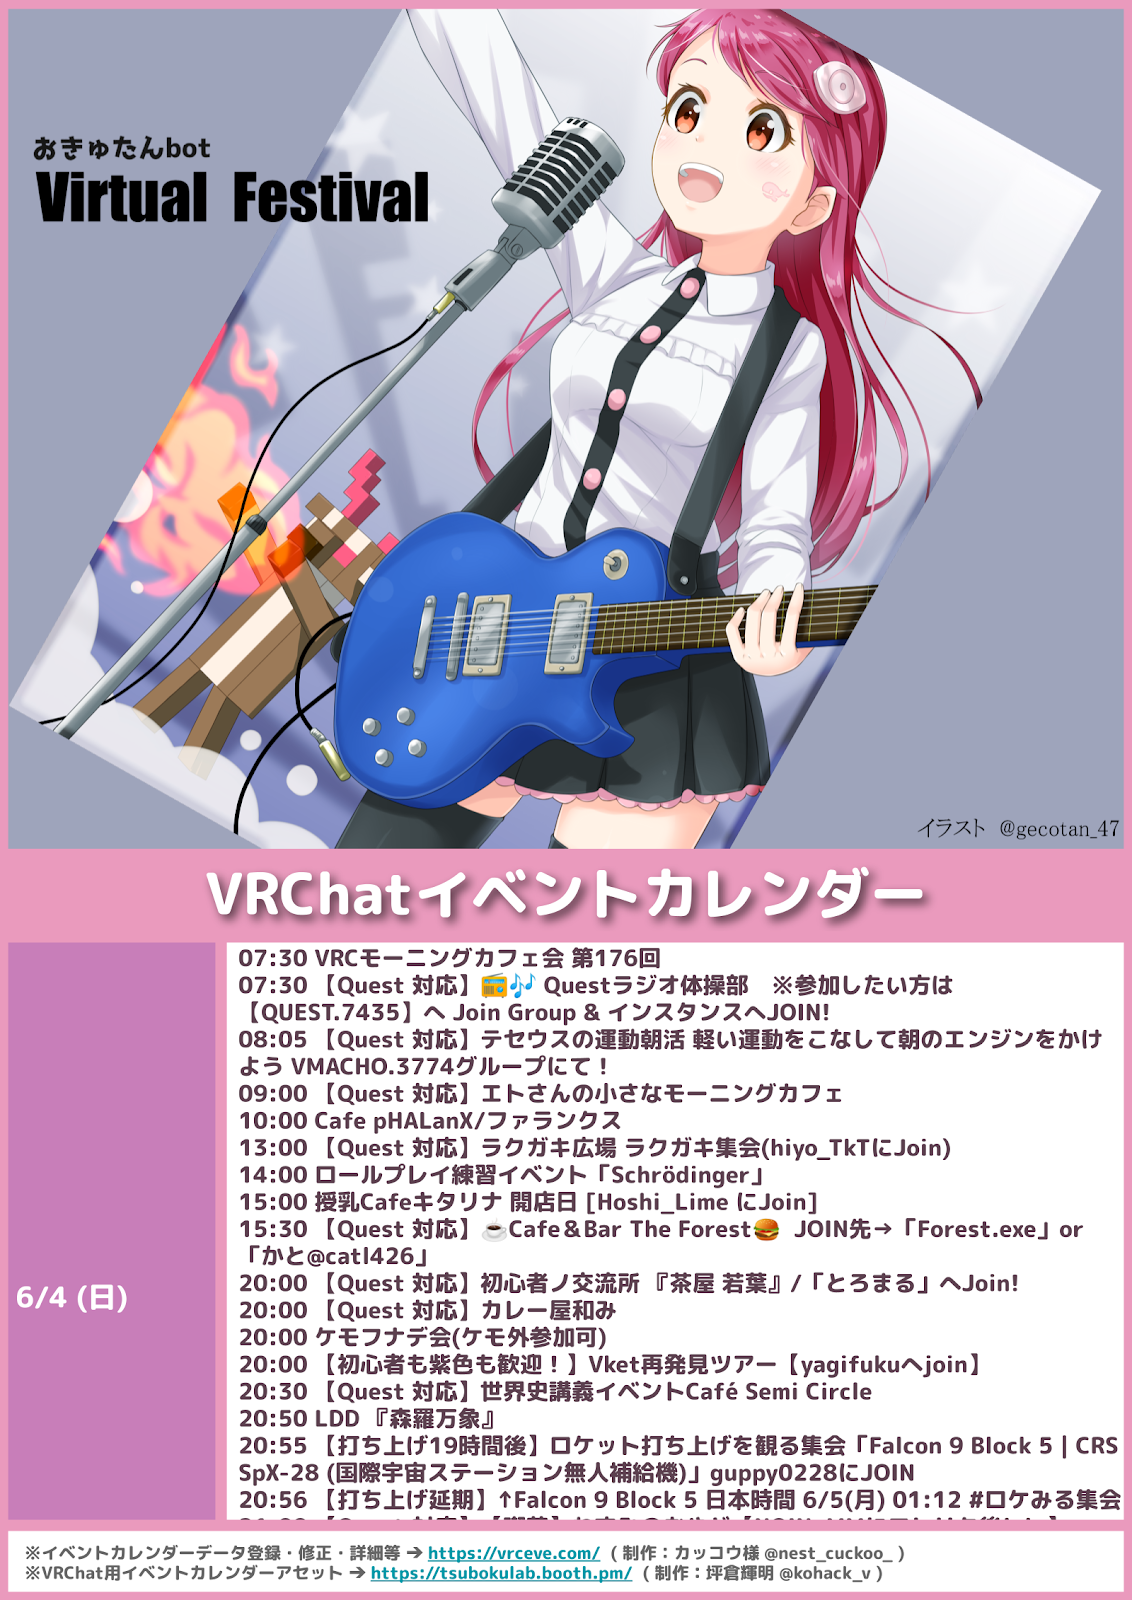 おきゅたんbot
Virtual Festival
イラスト @gecotan_47
VRChatイベントカレンダー
6/4 (日)
07:30 VRCモーニングカフェ会 第176回
07:30 【Quest 対応】📻🎶 Questラジオ体操部　※参加したい方は
【QUEST.7435】へ Join Group & インスタンスへJOIN!
08:05 【Quest 対応】テセウスの運動朝活 軽い運動をこなして朝のエンジンをかけ
よう VMACHO.3774グループにて！
09:00 【Quest 対応】エトさんの小さなモーニングカフェ
10:00 Cafe pHALanX/ファランクス
13:00 【Quest 対応】ラクガキ広場 ラクガキ集会(hiyo_TkTにJoin)
14:00 ロールプレイ練習イベント「Schrödinger」
15:00 授乳Cafeキタリナ 開店日 [Hoshi_Lime にJoin]
15:30 【Quest 対応】☕Cafe＆Bar The Forest🍔 JOIN先→「Forest.exe」or
「かと@catl426」
20:00 【Quest 対応】初心者ノ交流所 『茶屋 若葉』/「とろまる」へJoin!
20:00 【Quest 対応】カレー屋和み
20:00 ケモフナデ会(ケモ外参加可)
20:00 【初心者も紫色も歓迎！】Vket再発見ツアー【yagifukuへjoin】
20:30 【Quest 対応】世界史講義イベントCafé Semi Circle
20:50 LDD 『森羅万象』
20:55 【打ち上げ19時間後】ロケット打ち上げを観る集会「Falcon 9 Block 5 | CRS
SpX-28 (国際宇宙ステーション無人補給機)」guppy0228にJOIN
20:56 【打ち上げ延期】↑Falcon 9 Block 5 日本時間 6/5(月) 01:12 #ロケみる集会
※イベントカレンダーデータ登録・修正・詳細等 ➔ https://vrceve.com/ （ 制作：カッコウ様 @nest_cuckoo_ ）
※VRChat用イベントカレンダーアセット ➔ https://tsubokulab.booth.pm/ （ 制作：坪倉輝明 @kohack_v ）